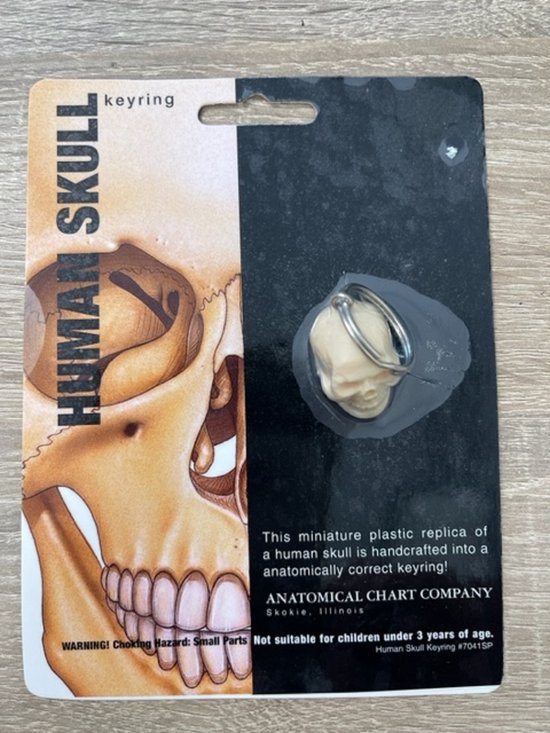 HUMAN SKULL
keyring
This miniature plastic replica of
a human skull is handcrafted into a
anatomically correct keyring!
ANATOMICAL CHART COMPANY
Skokie, Illinois
WARNING! Choking Hazard: Small Parts Not suitable for children under 3 years of age.
Human Skull Keyring #7041SP